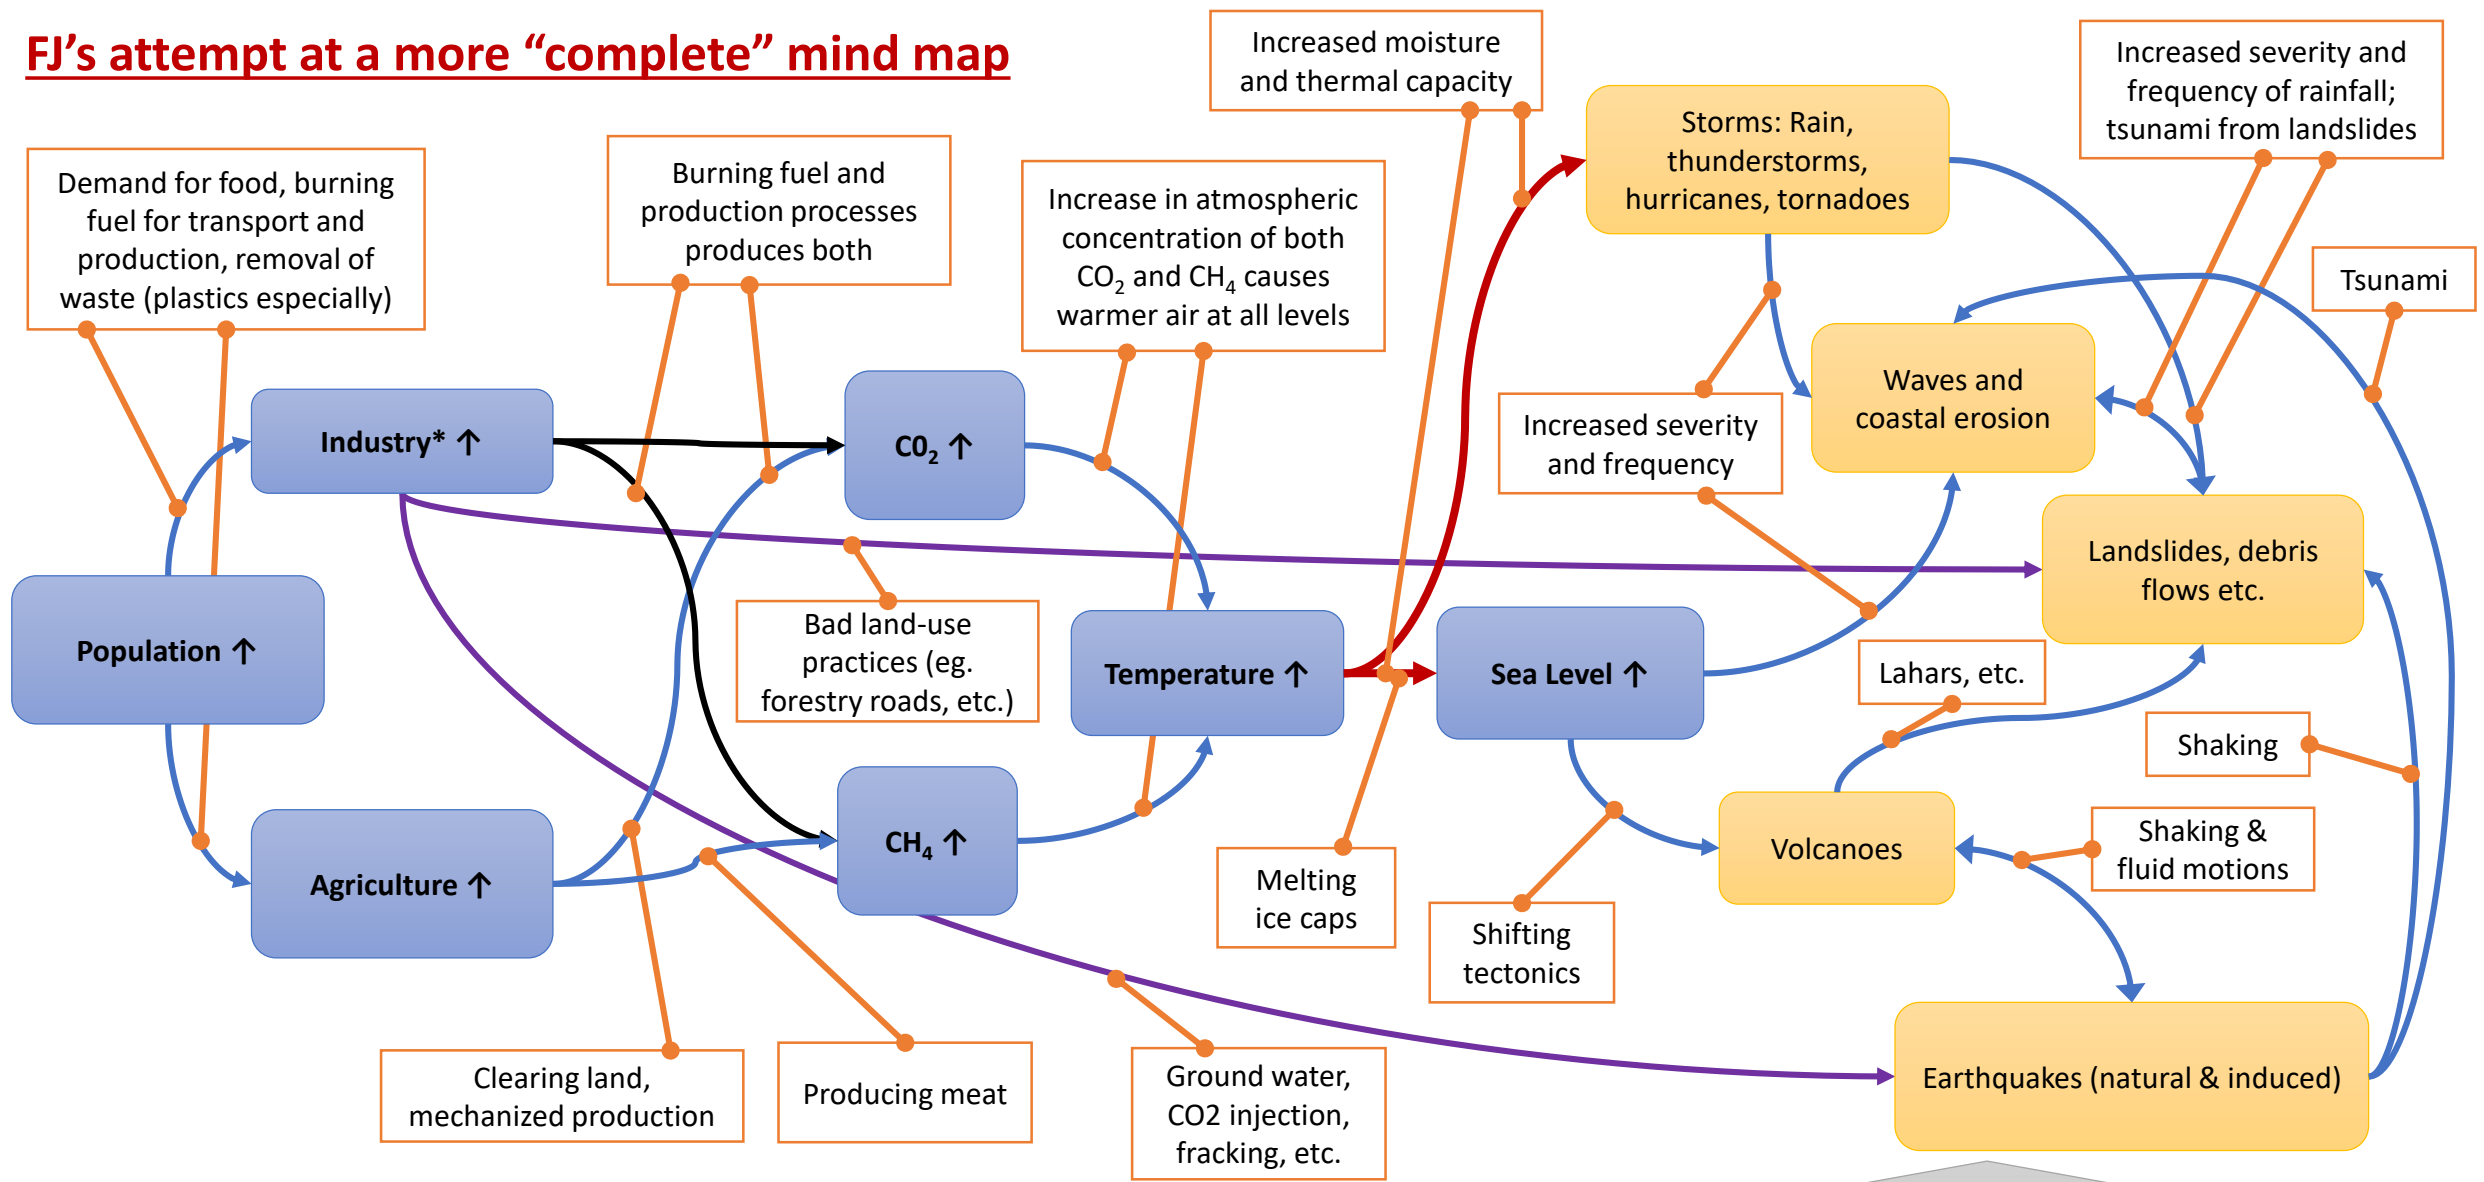 FJ’s attempt at a more “complete” mind map
Increased moisture
and thermal capacity
Increased severity and
frequency of rainfall;
tsunami from landslides
Storms: Rain,
thunderstorms,
hurricanes, tornadoes
Demand for food, burning
fuel for transport and
production, removal of
waste (plastics especially)
Burning fuel and
production processes
produces both
Increase in atmospheric
concentration of both
CO₂ and CH₄ causes
warmer air at all levels
Tsunami
Waves and
coastal erosion
Industry* ↑
C0₂ ↑
Increased severity
and frequency
Landslides, debris
flows etc.
Population ↑
Bad land-use
practices (eg.
forestry roads, etc.)
Temperature ↑
Sea Level ↑
Lahars, etc.
Shaking
Agriculture ↑
CH₄ ↑
Volcanoes
Shaking &
fluid motions
Melting
ice caps
Shifting
tectonics
Clearing land,
mechanized production
Producing meat
Ground water,
CO2 injection,
fracking, etc.
Earthquakes (natural & induced)